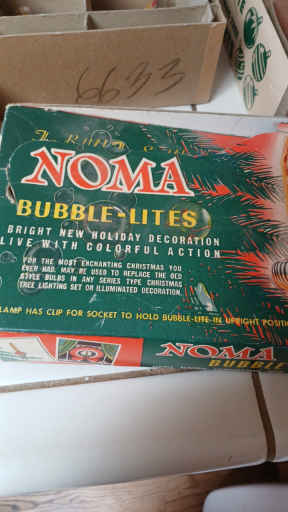 6633
NOMA
BUBBLE-LITES
BRIGHT NEW HOLIDAY DECORATION
LIVE WITH COLORFUL ACTION
FOR THE MOST ENCHANTING CHRISTMAS YOU
EVER HAD. MAY BE USED TO REPLACE THE OLD
STYLE BULBS IN ANY SERIES TYPE CHRISTMAS
TREE LIGHTING SET OR ILLUMINATED DECORATION.
LAMP HAS CLIP FOR SOCKET TO HOLD BUBBLE-LITE IN UPRIGHT POSITI
NOMA
BUBBLE